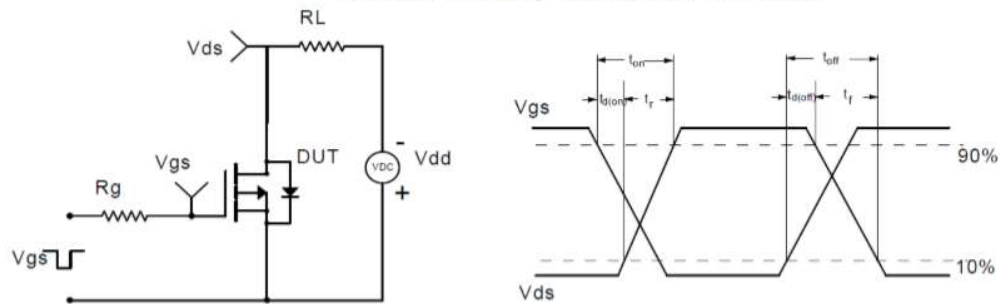 RL
Vds
Vgs
DUT
VDC
-
Vdd
+
Rg
Vgs
ton
toff
td(on)
tr
td(off)
tf
Vgs
90%
10%
Vds